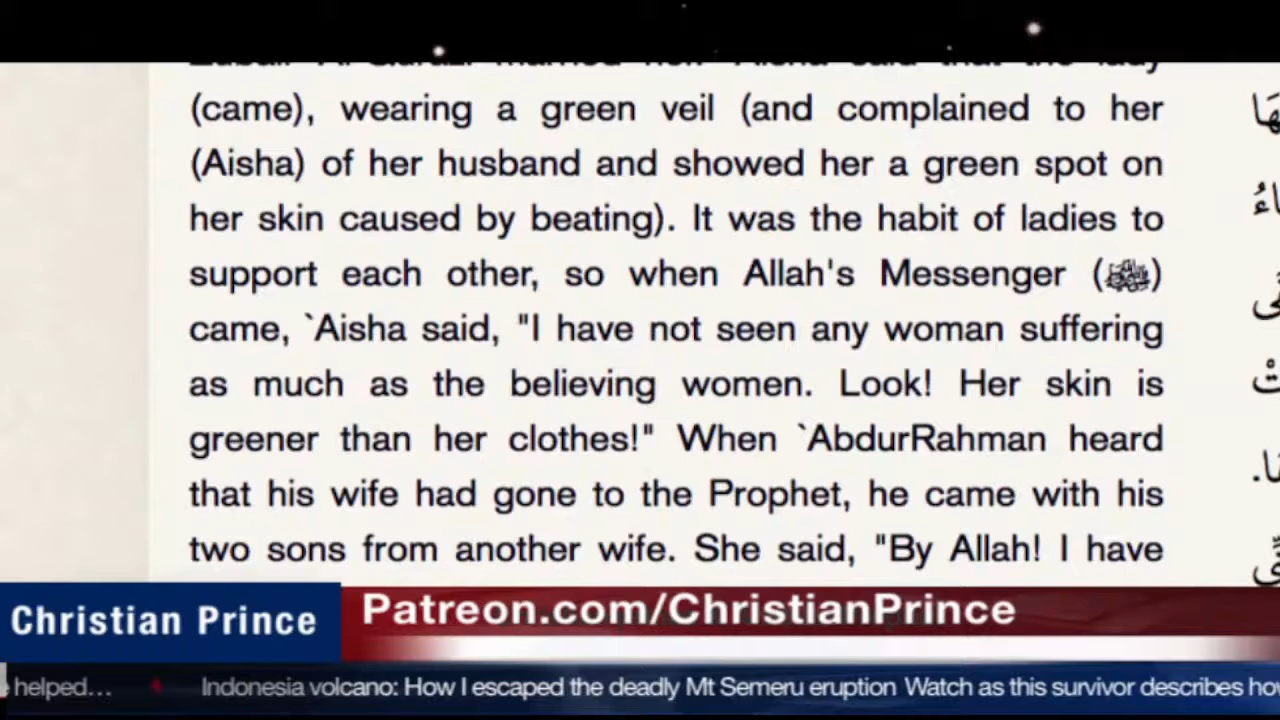 (came), wearing a green veil (and complained to her
(Aisha) of her husband and showed her a green spot on
her skin caused by beating). It was the habit of ladies to
support each other, so when Allah's Messenger (ﷺ)
came, `Aisha said, "I have not seen any woman suffering
as much as the believing women. Look! Her skin is
greener than her clothes!" When `AbdurRahman heard
that his wife had gone to the Prophet, he came with his
two sons from another wife. She said, "By Allah! I have
Christian Prince
Patreon.com/ChristianPrince
helped... Indonesia volcano: How I escaped the deadly Mt Semeru eruption Watch as this survivor describes